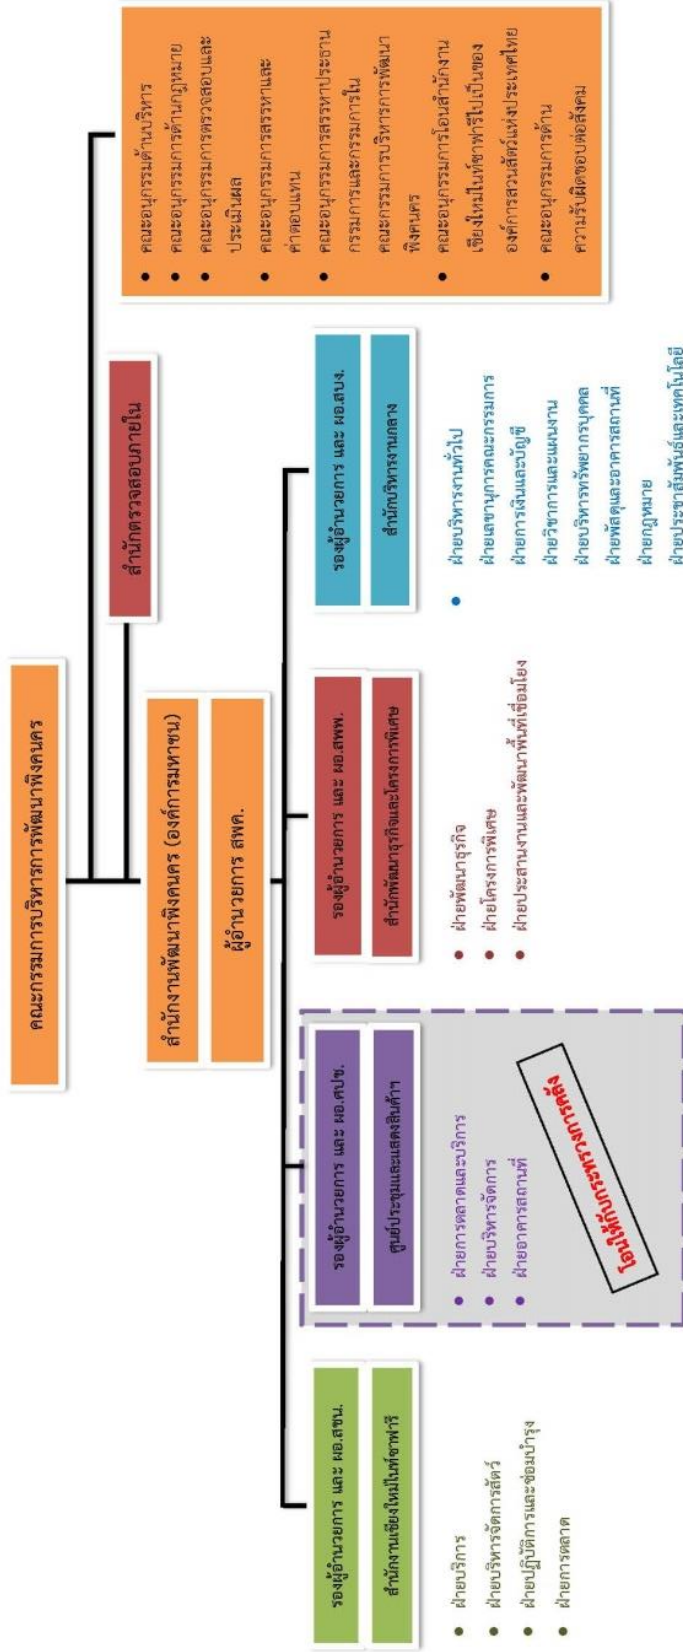 คณะกรรมการบริหารการพัฒนาพิงคนคร
สำนักตรวจสอบภายใน
สำนักงานพัฒนาพิงคนคร (องค์การมหาชน)
ผู้อำนวยการ สพค.
● คณะอนุกรรมด้านบริหาร
● คณะอนุกรรมการด้านกฎหมาย
● คณะอนุกรรมการตรวจสอบและ
ประเมินผล
● คณะอนุกรรมการสรรหาและ
ค่าตอบแทน
● คณะอนุกรรมการสรรหาประธาน
กรรมการและกรรมการใน
คณะกรรมการบริหารการพัฒนา
พิงคนคร
● คณะอนุกรรมการโอนสำนักงาน
เชียงใหม่ไนท์ซาฟารีไปเป็นของ
องค์การสวนสัตว์แห่งประเทศไทย
● คณะอนุกรรมการด้าน
ความรับผิดชอบต่อสังคม
รองผู้อำนวยการ และ ผอ.สชน.
สำนักงานเชียงใหม่ไนท์ซาฟารี
● ฝ่ายบริการ
● ฝ่ายบริหารจัดการสัตว์
● ฝ่ายปฏิบัติการและซ่อมบำรุง
● ฝ่ายการตลาด
รองผู้อำนวยการ และ ผอ.ศปช.
ศูนย์ประชุมและแสดงสินค้าฯ
● ฝ่ายการตลาดและบริการ
● ฝ่ายบริหารจัดการ
● ฝ่ายอาคารสถานที่
โอนให้กับกระทรวงการคลัง
รองผู้อำนวยการ และ ผอ.สพพ.
สำนักพัฒนาธุรกิจและโครงการพิเศษ
● ฝ่ายพัฒนาธุรกิจ
● ฝ่ายโครงการพิเศษ
● ฝ่ายประสานงานและพัฒนาพื้นที่เชื่อมโยง
รองผู้อำนวยการ และ ผอ.สบง.
สำนักบริหารงานกลาง
● ฝ่ายบริหารงานทั่วไป
ฝ่ายเลขานุการคณะกรรมการ
ฝ่ายการเงินและบัญชี
ฝ่ายวิชาการและแผนงาน
ฝ่ายบริหารทรัพยากรบุคคล
ฝ่ายพัสดุและอาคารสถานที่
ฝ่ายกฎหมาย
ฝ่ายประชาสัมพันธ์และเทคโนโลยี